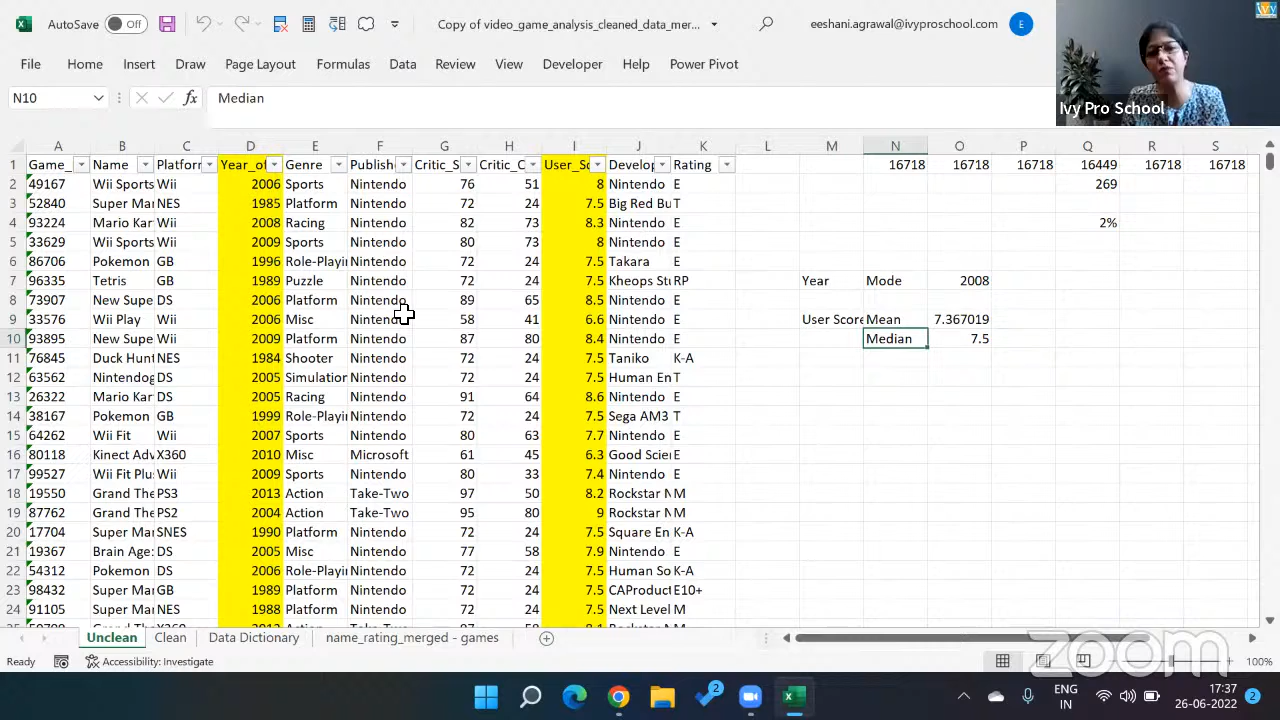 AutoSave Off Copy of video_game_analysis_cleaned_data_mer... eeshani.agrawal@ivyproschool.com E
File Home Insert Draw Page Layout Formulas Data Review View Developer Help Power Pivot
N10 fx Median
Ivy Pro School
A B C D E F G H I J K L M N O P Q R S
1 Game_ Name Platform Year_of Genre Publish Critic_S Critic_C User_Sc Develop Rating 16718 16718 16718 16449 16718 16718
2 49167 Wii Sports Wii 2006 Sports Nintendo 76 51 8 Nintendo E 269
3 52840 Super Mar NES 1985 Platform Nintendo 72 24 7.5 Big Red Bu T
4 93224 Mario Kar Wii 2008 Racing Nintendo 82 73 8.3 Nintendo E 2%
5 33629 Wii Sports Wii 2009 Sports Nintendo 80 73 8 Nintendo E
6 86706 Pokemon GB 1996 Role-Playi Nintendo 72 24 7.5 Takara E
7 96335 Tetris GB 1989 Puzzle Nintendo 72 24 7.5 Kheops Stu RP Year Mode 2008
8 73907 New Supe DS 2006 Platform Nintendo 89 65 8.5 Nintendo E
9 33576 Wii Play Wii 2006 Misc Nintendo 58 41 6.6 Nintendo E User Score Mean 7.367019
10 93895 New Supe Wii 2009 Platform Nintendo 87 80 8.4 Nintendo E Median 7.5
11 76845 Duck Hunt NES 1984 Shooter Nintendo 72 24 7.5 Taniko K-A
12 63562 Nintendog DS 2005 Simulation Nintendo 72 24 7.5 Human En T
13 26322 Mario Kar DS 2005 Racing Nintendo 91 64 8.6 Nintendo E
14 38167 Pokemon GB 1999 Role-Playi Nintendo 72 24 7.5 Sega AM3 T
15 64262 Wii Fit Wii 2007 Sports Nintendo 80 63 7.7 Nintendo E
16 80118 Kinect Adv X360 2010 Misc Microsoft 61 45 6.3 Good Scien E
17 99527 Wii Fit Plu Wii 2009 Sports Nintendo 80 33 7.4 Nintendo E
18 19550 Grand The PS3 2013 Action Take-Two 97 50 8.2 Rockstar N M
19 87762 Grand The PS2 2004 Action Take-Two 95 80 9 Rockstar N M
20 17704 Super Mar SNES 1990 Platform Nintendo 72 24 7.5 Square En K-A
21 19367 Brain Age: DS 2005 Misc Nintendo 77 58 7.9 Nintendo E
22 54312 Pokemon DS 2006 Role-Playi Nintendo 72 24 7.5 Human So K-A
23 98432 Super Mar GB 1989 Platform Nintendo 72 24 7.5 CAProduct E10+
24 91105 Super Mar NES 1988 Platform Nintendo 72 24 7.5 Next Level M
Unclean Clean Data Dictionary name_rating_merged - games
zoom
Ready Accessibility: Investigate 100%
2 ENG 17:37
IN 26-06-2022 2